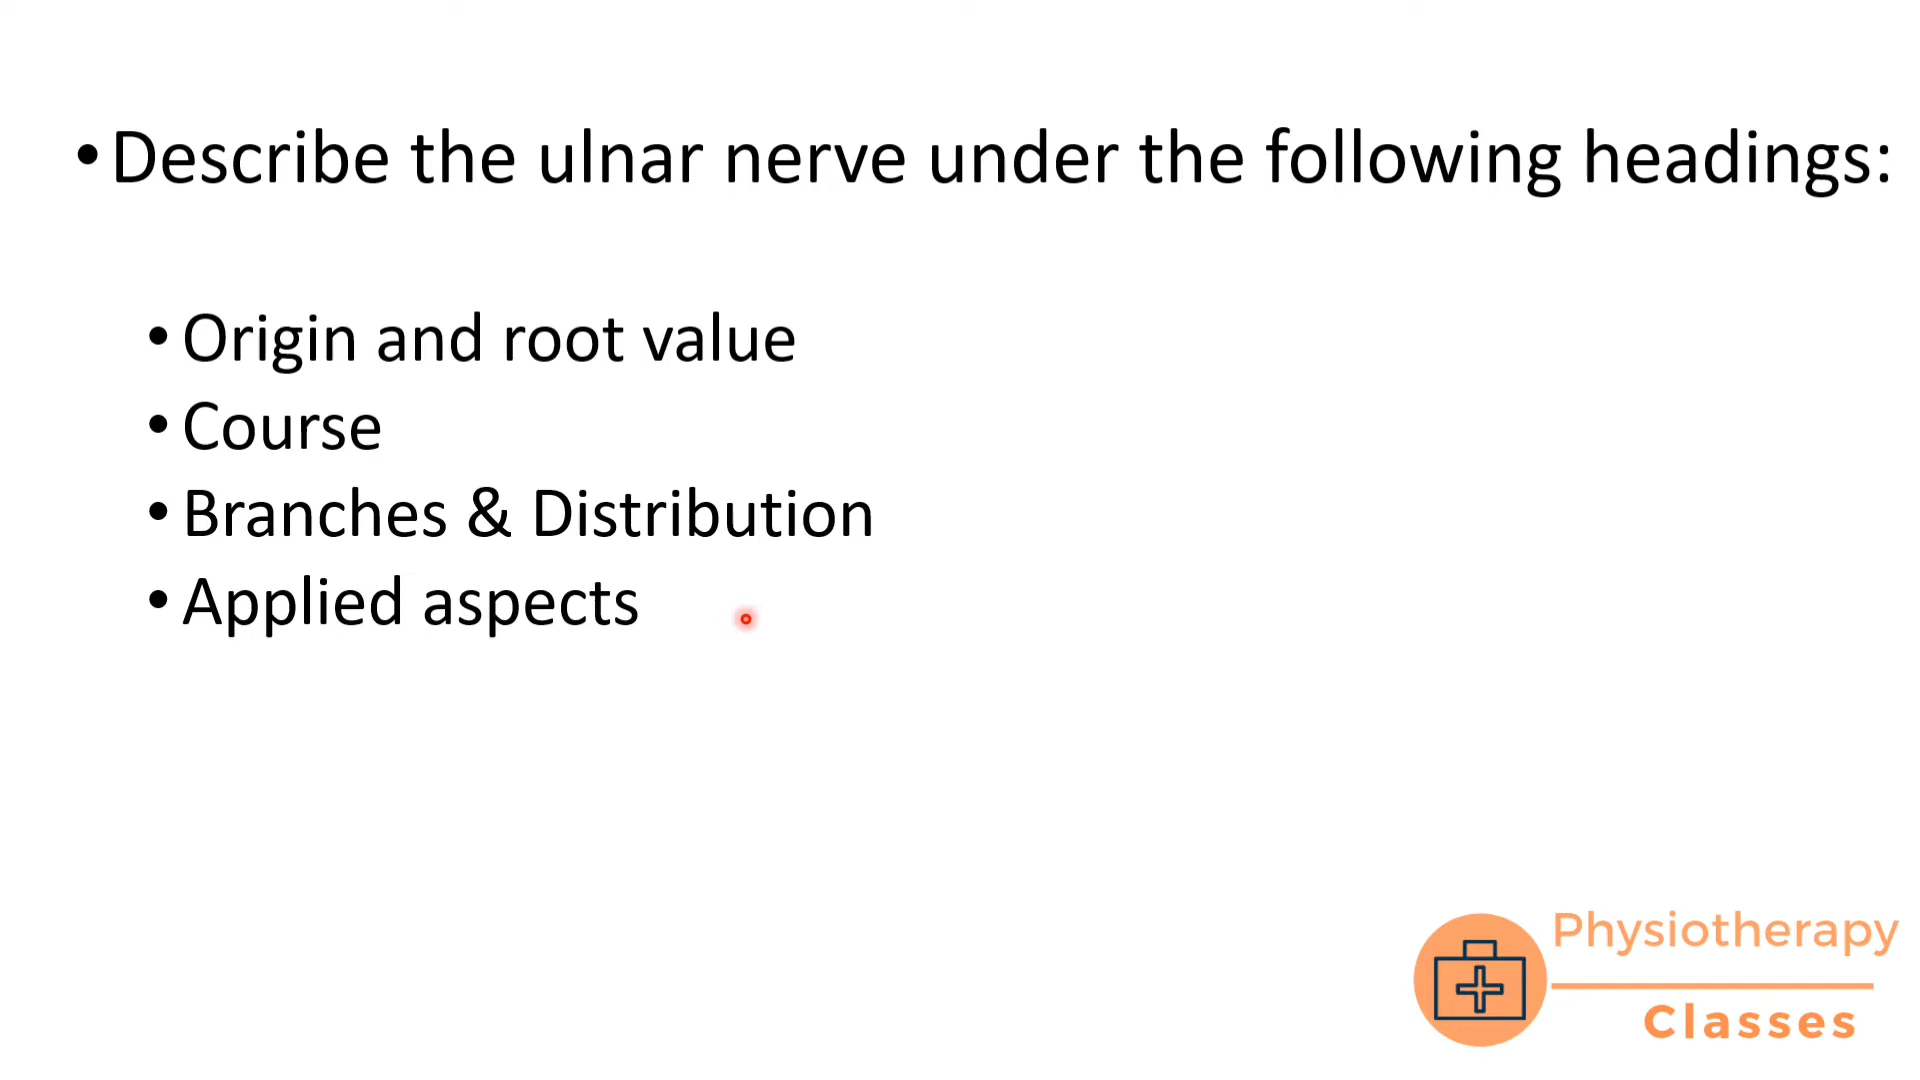 • Describe the ulnar nerve under the following headings:
• Origin and root value
• Course
• Branches & Distribution
• Applied aspects
Physiotherapy
Classes